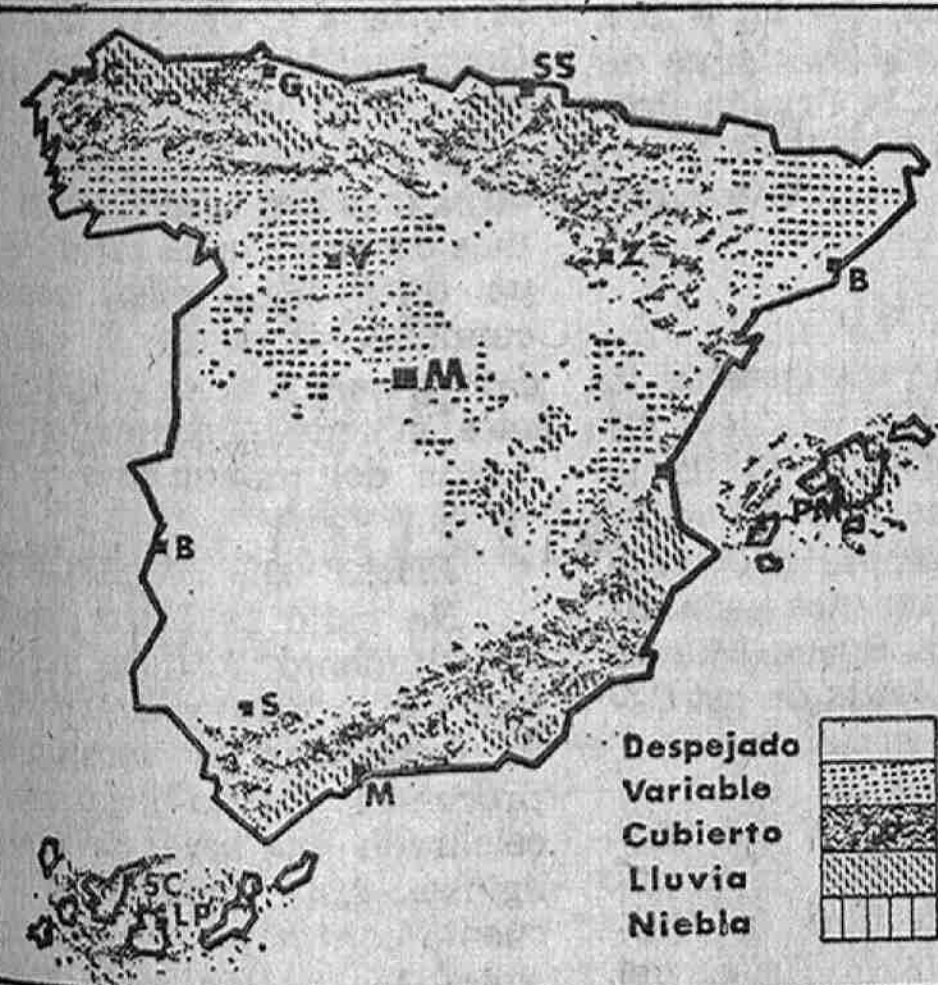 SS
C
G
V
Z
B
M
PM
B
S
M
SC
LP
Despejado
Variable
Cubierto
Lluvia
Niebla